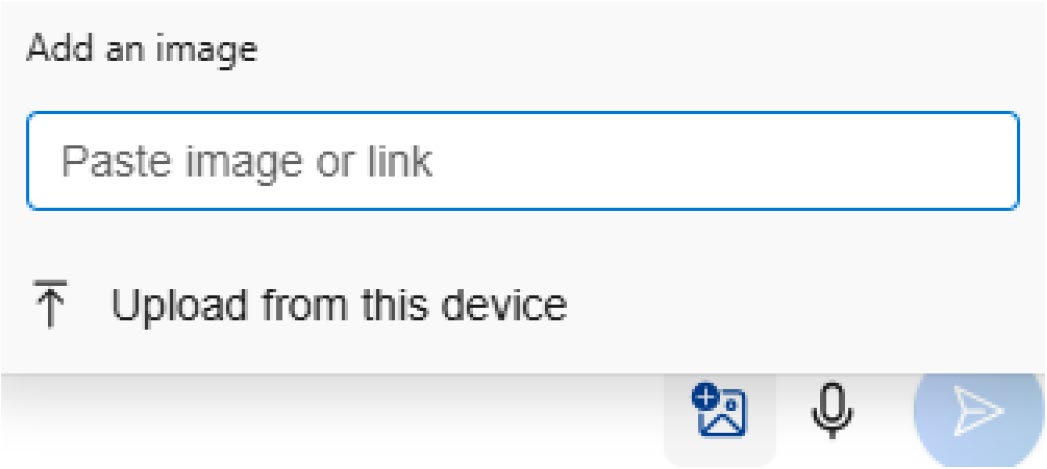 Add an image
Paste image or link
Upload from this device